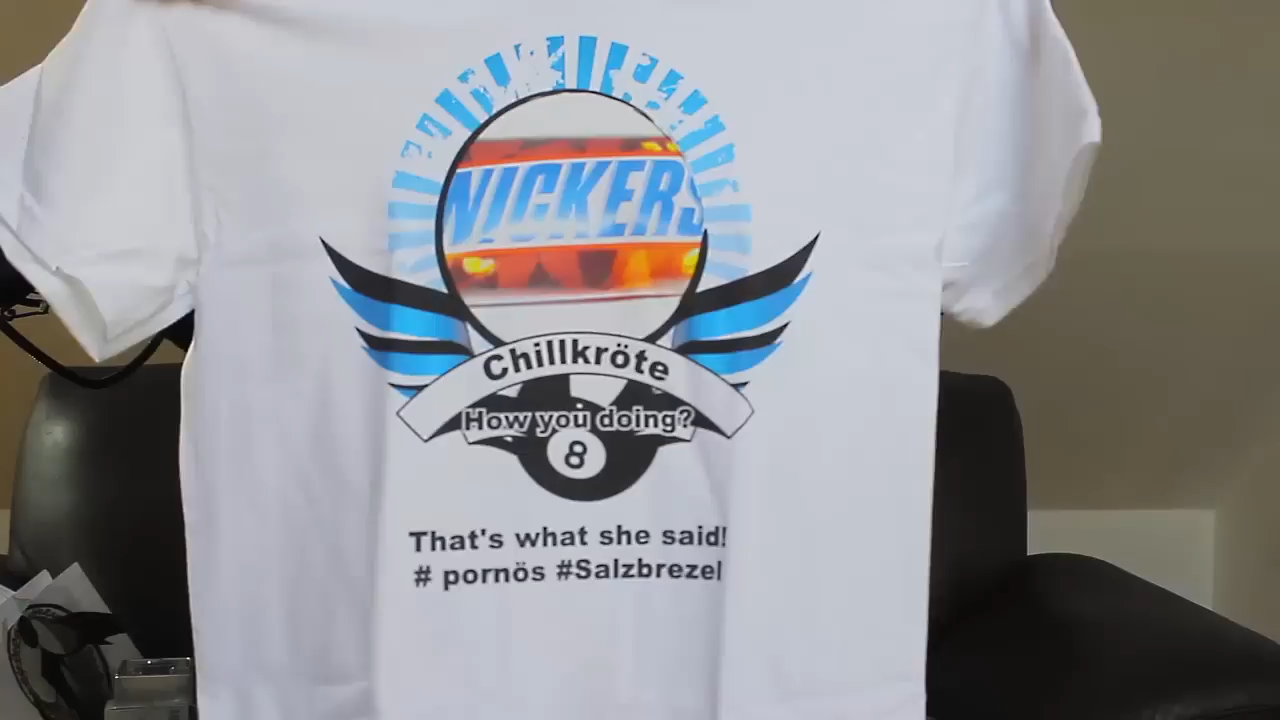 NICKERS
Chillkröte
How you doing?
8
That's what she said!
# pornös #Salzbrezel